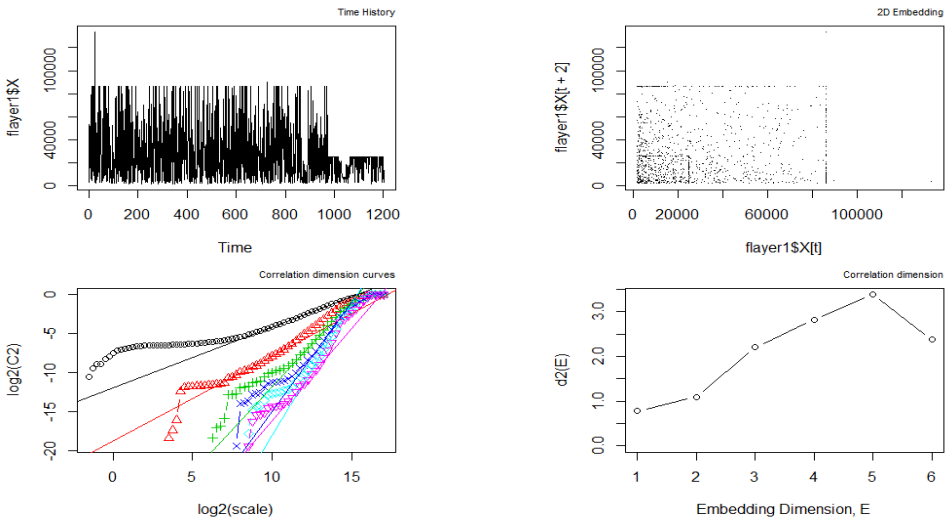 Time History
flayer1$X
0 40000 100000
0 200 400 600 800 1000 1200
Time
2D Embedding
flayer1$X[t + 2]
0 40000 100000
0 20000 60000 100000
flayer1$X[t]
Correlation dimension curves
log2(C2)
-20 -15 -10 -5 0
0 5 10 15
log2(scale)
Correlation dimension
d2(E)
0.0 1.0 2.0 3.0
1 2 3 4 5 6
Embedding Dimension, E